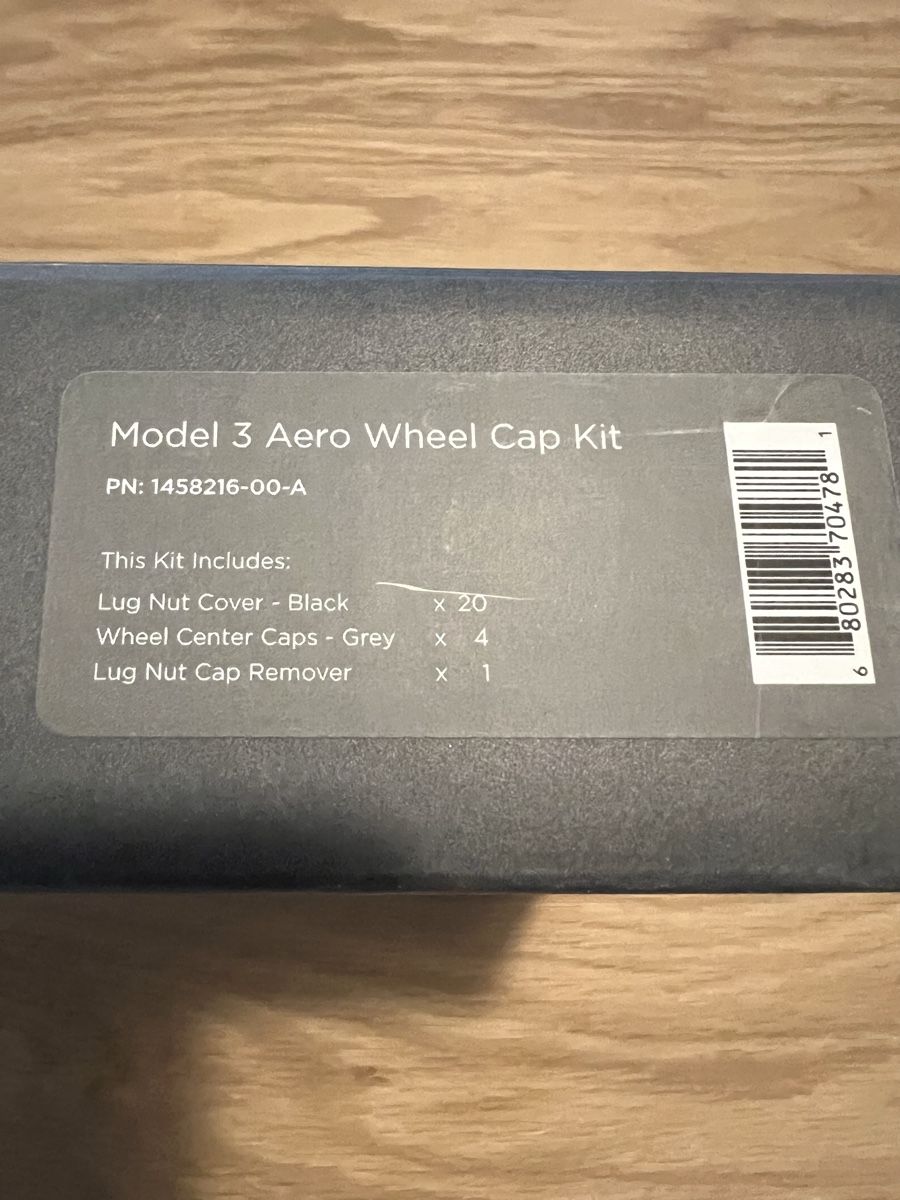 Model 3 Aero Wheel Cap Kit
PN: 1458216-00-A
This Kit Includes:
Lug Nut Cover - Black x 20
Wheel Center Caps - Grey x 4
Lug Nut Cap Remover x 1
6 80283 70478 1